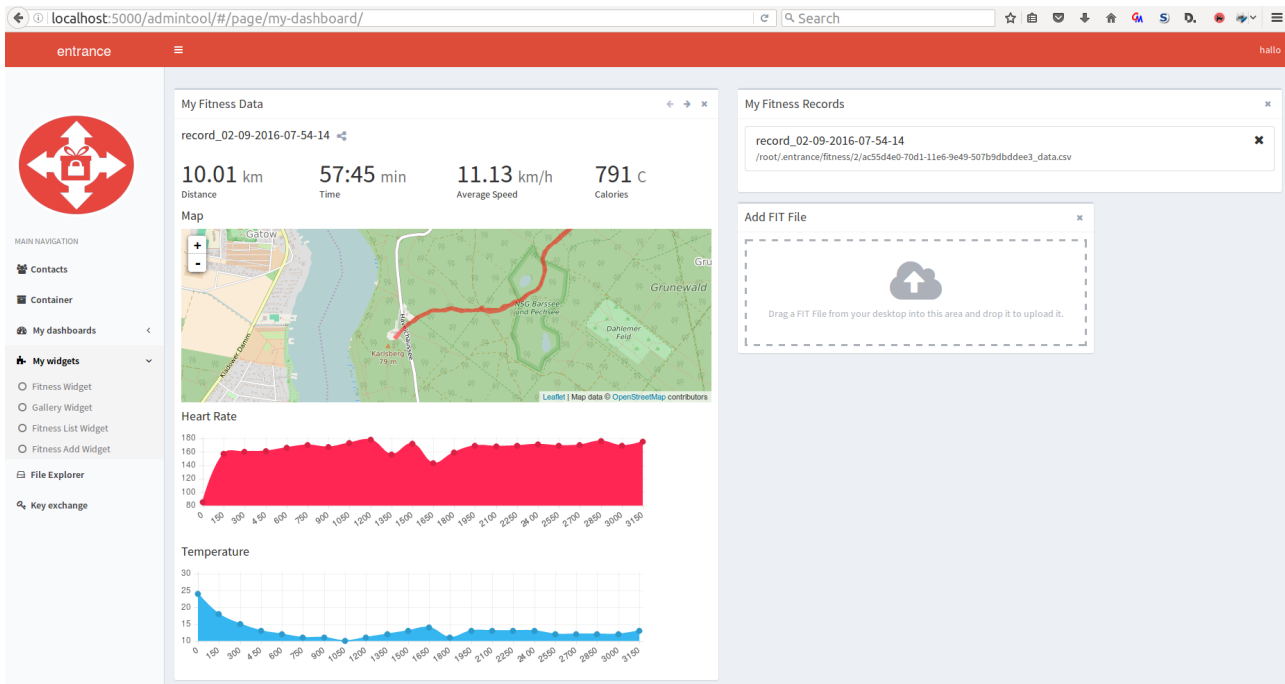 localhost:5000/admintool/#/page/my-dashboard/
Search
entrance
hallo
MAIN NAVIGATION
Contacts
Container
My dashboards
My widgets
Fitness Widget
Gallery Widget
Fitness List Widget
Fitness Add Widget
File Explorer
Key exchange
My Fitness Data
record_02-09-2016-07-54-14
10.01 km
Distance
57:45 min
Time
11.13 km/h
Average Speed
791 C
Calories
Map
+
-
Gatow
Kladower Damm
Havelchaussee
Karlsberg
79 m
NSG Barssee
und Pechsee
Gru
Grunewald
Dahlemer
Feld
Leaflet | Map data © OpenStreetMap contributors
Heart Rate
180
160
140
120
100
80
0 150 300 450 600 750 900 1050 1200 1350 1500 1650 1800 1950 2100 2250 2400 2550 2700 2850 3000 3150
Temperature
30
25
20
15
10
0 150 300 450 600 750 900 1050 1200 1350 1500 1650 1800 1950 2100 2250 2400 2550 2700 2850 3000 3150
My Fitness Records
record_02-09-2016-07-54-14
/root/.entrance/fitness/2/ac55d4e0-70d1-11e6-9e49-507b9dbddee3_data.csv
Add FIT File
Drag a FIT File from your desktop into this area and drop it to upload it.